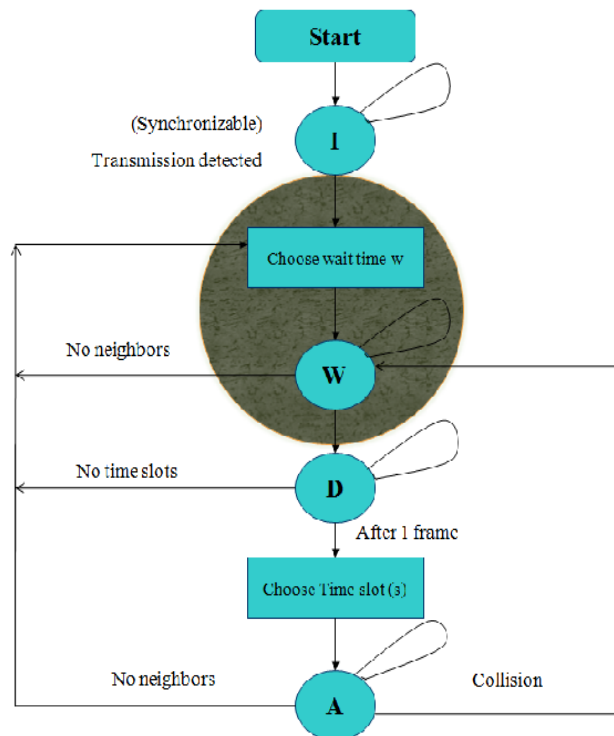 Start
I
(Synchronizable)
Transmission detected
Choose wait time w
No neighbors
W
No time slots
D
After 1 frame
Choose Time slot (s)
No neighbors
Collision
A